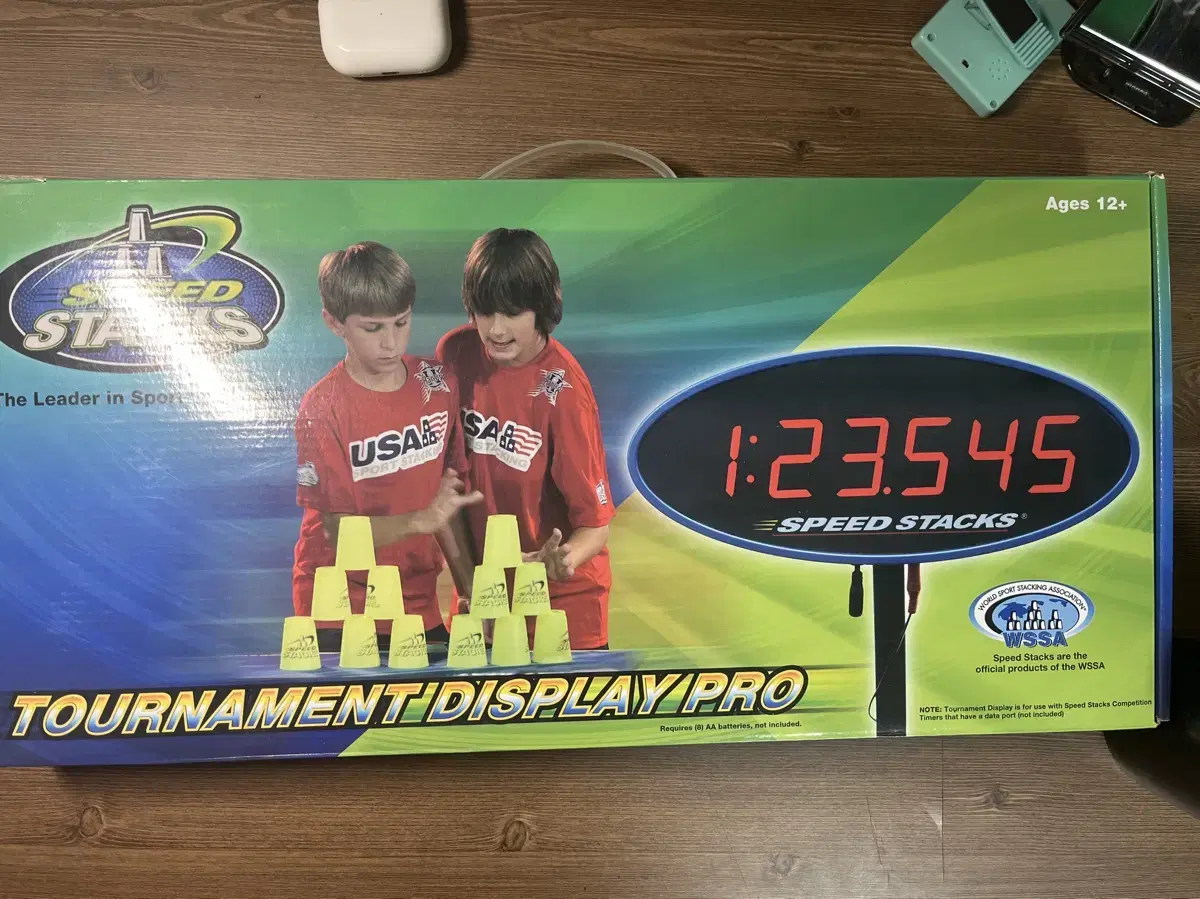 Ages 12+
SPEED
STACKS
The Leader in Spor
USA
SPORT STACKING
USA
STACKING
1:23.545
SPEED STACKS®
WORLD SPORT STACKING ASSOCIATION
WSSA
Speed Stacks are the
official products of the WSSA
TOURNAMENT DISPLAY PRO
Requires (8) AA batteries, not included.
NOTE: Tournament Display is for use with Speed Stacks Competition
Timers that have a data port (not included)